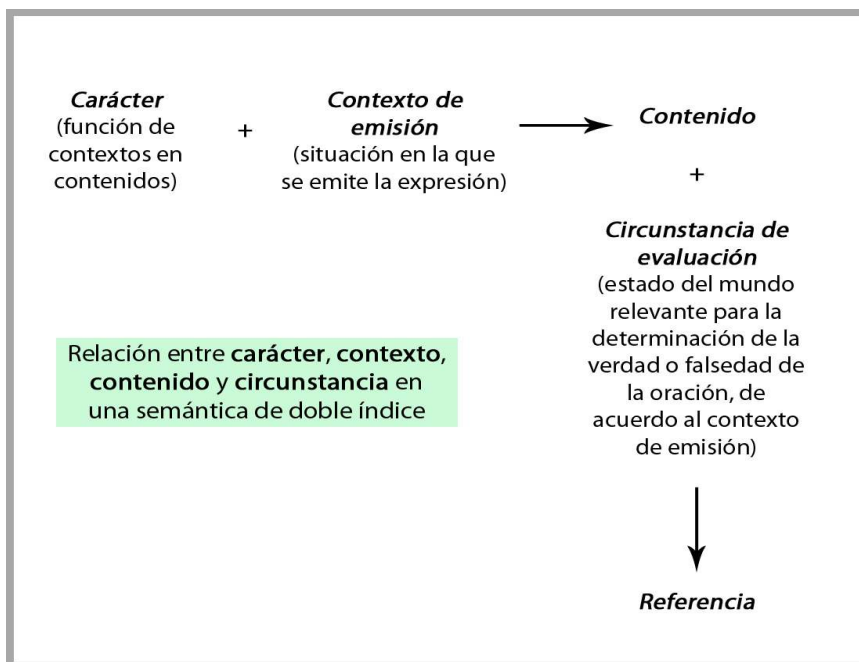 Carácter
(función de
contextos en
contenidos)
+
Contexto de
emisión
(situación en la que
se emite la expresión)
Contenido
+
Circunstancia de
evaluación
(estado del mundo
relevante para la
determinación de la
verdad o falsedad de
la oración, de
acuerdo al contexto
de emisión)
Referencia
Relación entre carácter, contexto,
contenido y circunstancia en
una semántica de doble índice